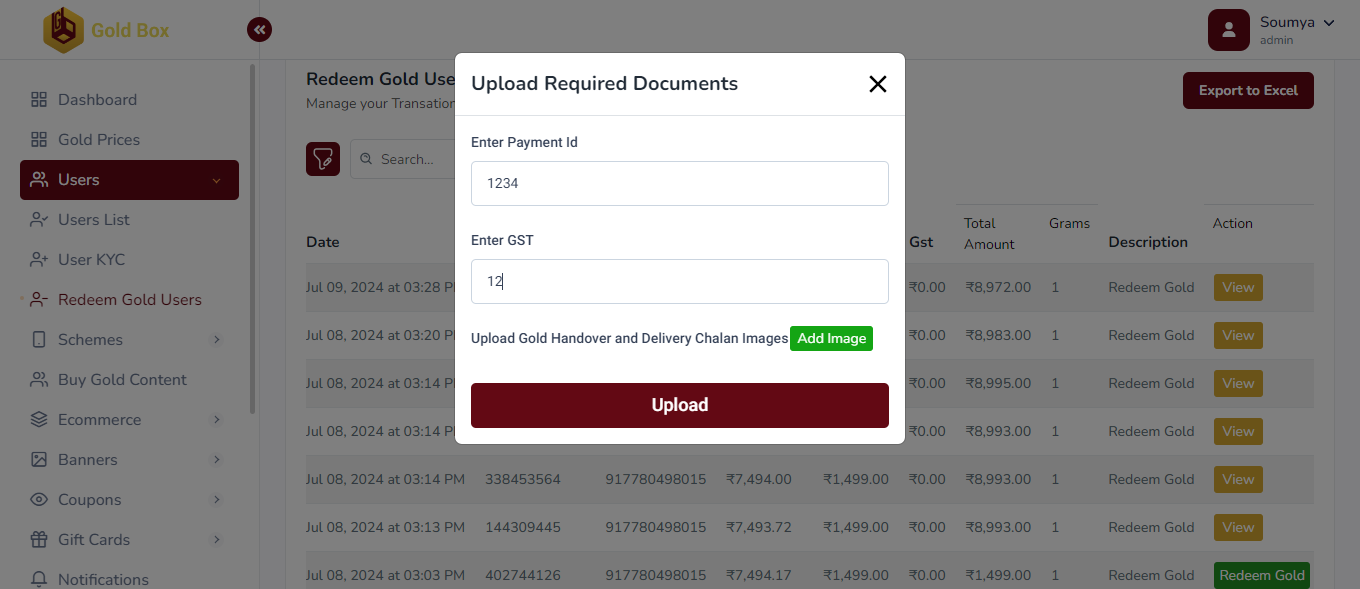 Gold Box
Soumya
admin
Dashboard
Gold Prices
Users
Users List
User KYC
Redeem Gold Users
Schemes
Buy Gold Content
Ecommerce
Banners
Coupons
Gift Cards
Notifications
Redeem Gold Use
Manage your Transation
Export to Excel
Search...
Upload Required Documents
Enter Payment Id
1234
Enter GST
12
Upload Gold Handover and Delivery Chalan Images Add Image
Upload
Date Gst Total Amount Grams Description Action
Jul 09, 2024 at 03:28 P ₹0.00 ₹8,972.00 1 Redeem Gold View
Jul 08, 2024 at 03:20 P ₹0.00 ₹8,983.00 1 Redeem Gold View
Jul 08, 2024 at 03:14 P ₹0.00 ₹8,995.00 1 Redeem Gold View
Jul 08, 2024 at 03:14 P ₹0.00 ₹8,993.00 1 Redeem Gold View
Jul 08, 2024 at 03:14 PM 338453564 917780498015 ₹7,494.00 ₹1,499.00 ₹0.00 ₹8,993.00 1 Redeem Gold View
Jul 08, 2024 at 03:13 PM 144309445 917780498015 ₹7,493.72 ₹1,499.00 ₹0.00 ₹8,993.00 1 Redeem Gold View
Jul 08, 2024 at 03:03 PM 402744126 917780498015 ₹7,494.17 ₹1,499.00 ₹0.00 ₹1,499.00 1 Redeem Gold Redeem Gold